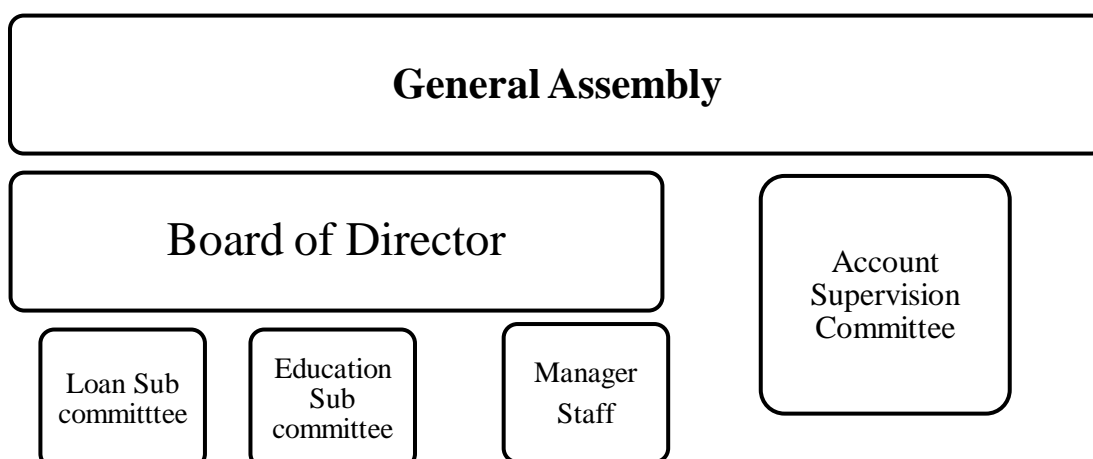 General Assembly
Board of Director
Account
Supervision
Committee
Loan Sub
committtee
Education
Sub
committee
Manager
Staff